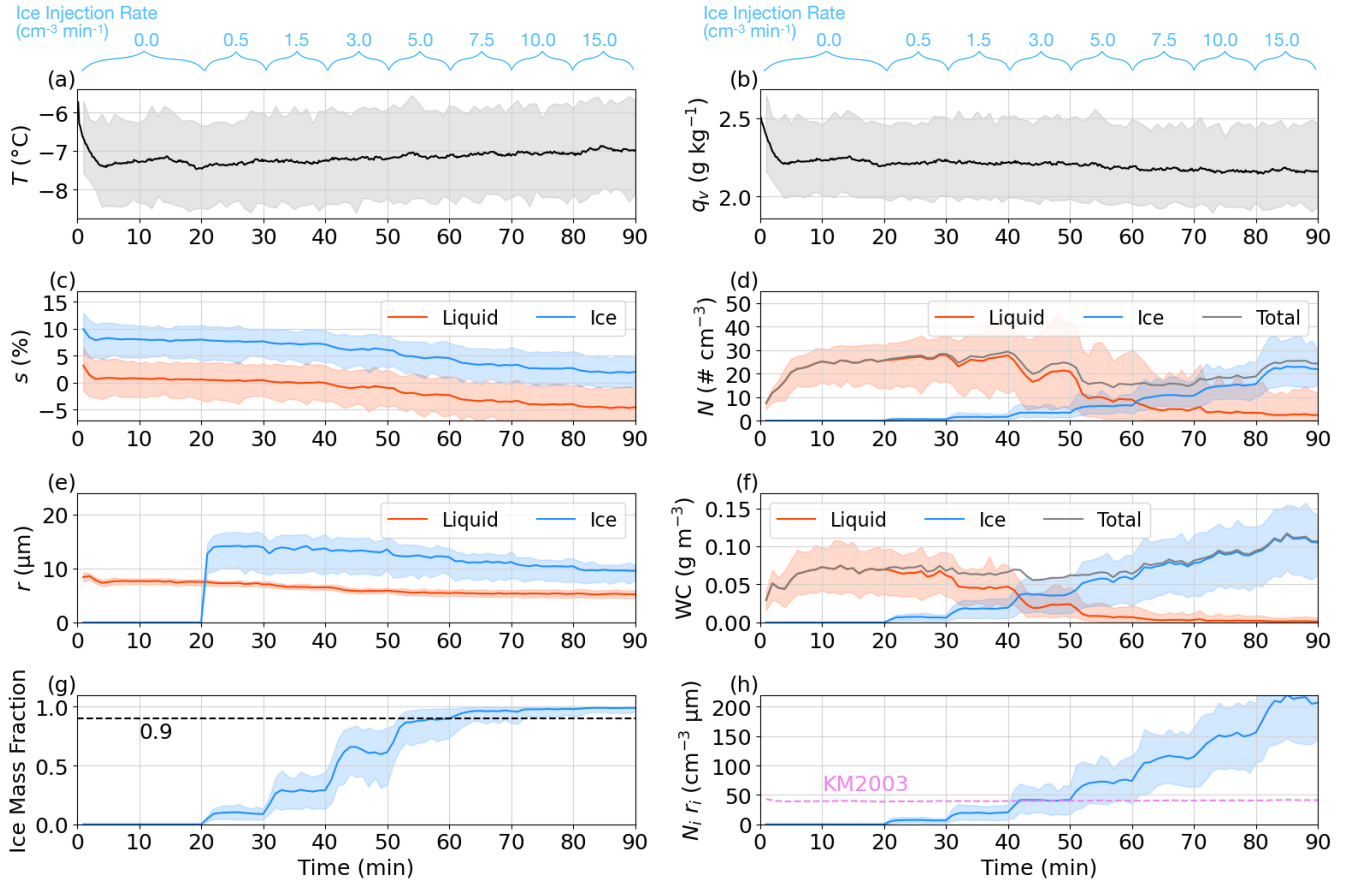 Ice Injection Rate
(cm⁻³ min⁻¹)
0.0 0.5 1.5 3.0 5.0 7.5 10.0 15.0
Ice Injection Rate
(cm⁻³ min⁻¹)
0.0 0.5 1.5 3.0 5.0 7.5 10.0 15.0
(a)
T (°C)
−6
−7
−8
0 10 20 30 40 50 60 70 80 90
(b)
qᵥ (g kg⁻¹)
2.5
2.0
0 10 20 30 40 50 60 70 80 90
(c)
s (%)
15
10
5
0
−5
Liquid Ice
0 10 20 30 40 50 60 70 80 90
(d)
N (# cm⁻³)
50
40
30
20
10
0
Liquid Ice Total
0 10 20 30 40 50 60 70 80 90
(e)
r (µm)
20
10
0
Liquid Ice
0 10 20 30 40 50 60 70 80 90
(f)
WC (g m⁻³)
0.15
0.10
0.05
0.00
Liquid Ice Total
0 10 20 30 40 50 60 70 80 90
(g)
Ice Mass Fraction
1.0
0.5
0.0
0.9
0 10 20 30 40 50 60 70 80 90
Time (min)
(h)
Nᵢ rᵢ (cm⁻³ µm)
200
150
100
50
0
KM2003
0 10 20 30 40 50 60 70 80 90
Time (min)